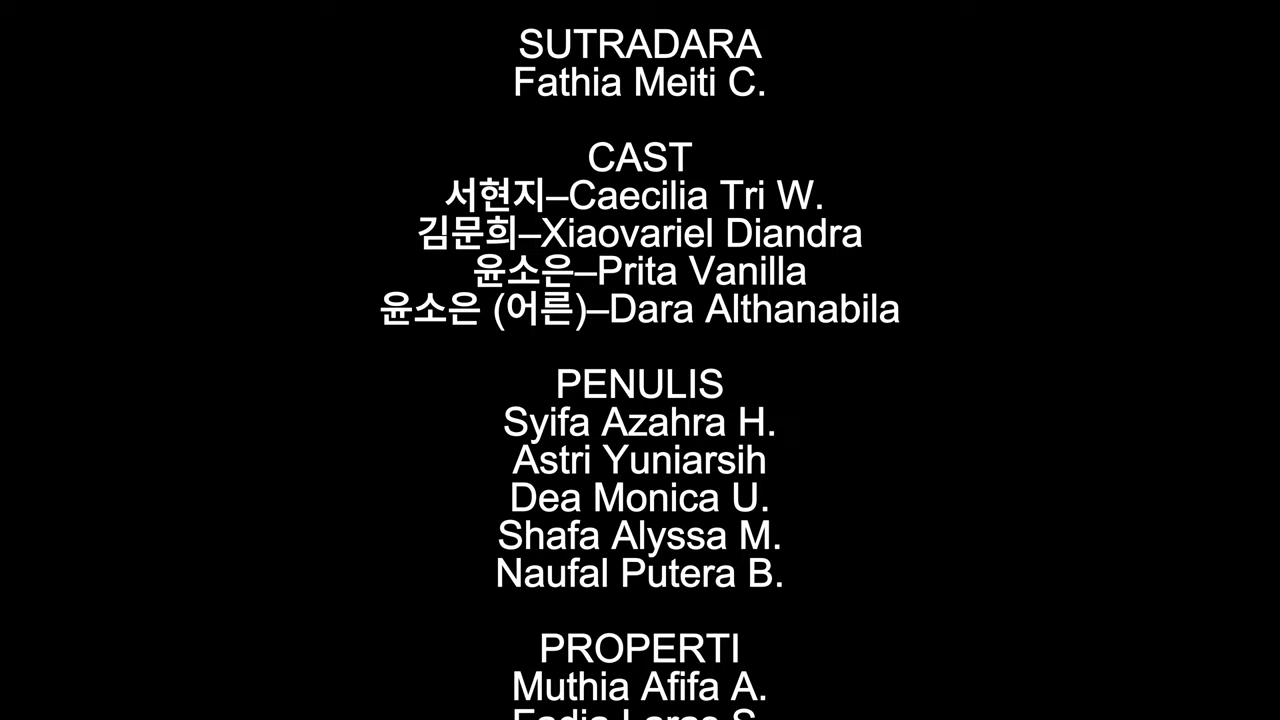 SUTRADARA
Fathia Meiti C.
CAST
서현지–Caecilia Tri W.
김문희–Xiaovariel Diandra
윤소은–Prita Vanilla
윤소은 (어른)–Dara Althanabila
PENULIS
Syifa Azahra H.
Astri Yuniarsih
Dea Monica U.
Shafa Alyssa M.
Naufal Putera B.
PROPERTI
Muthia Afifa A.